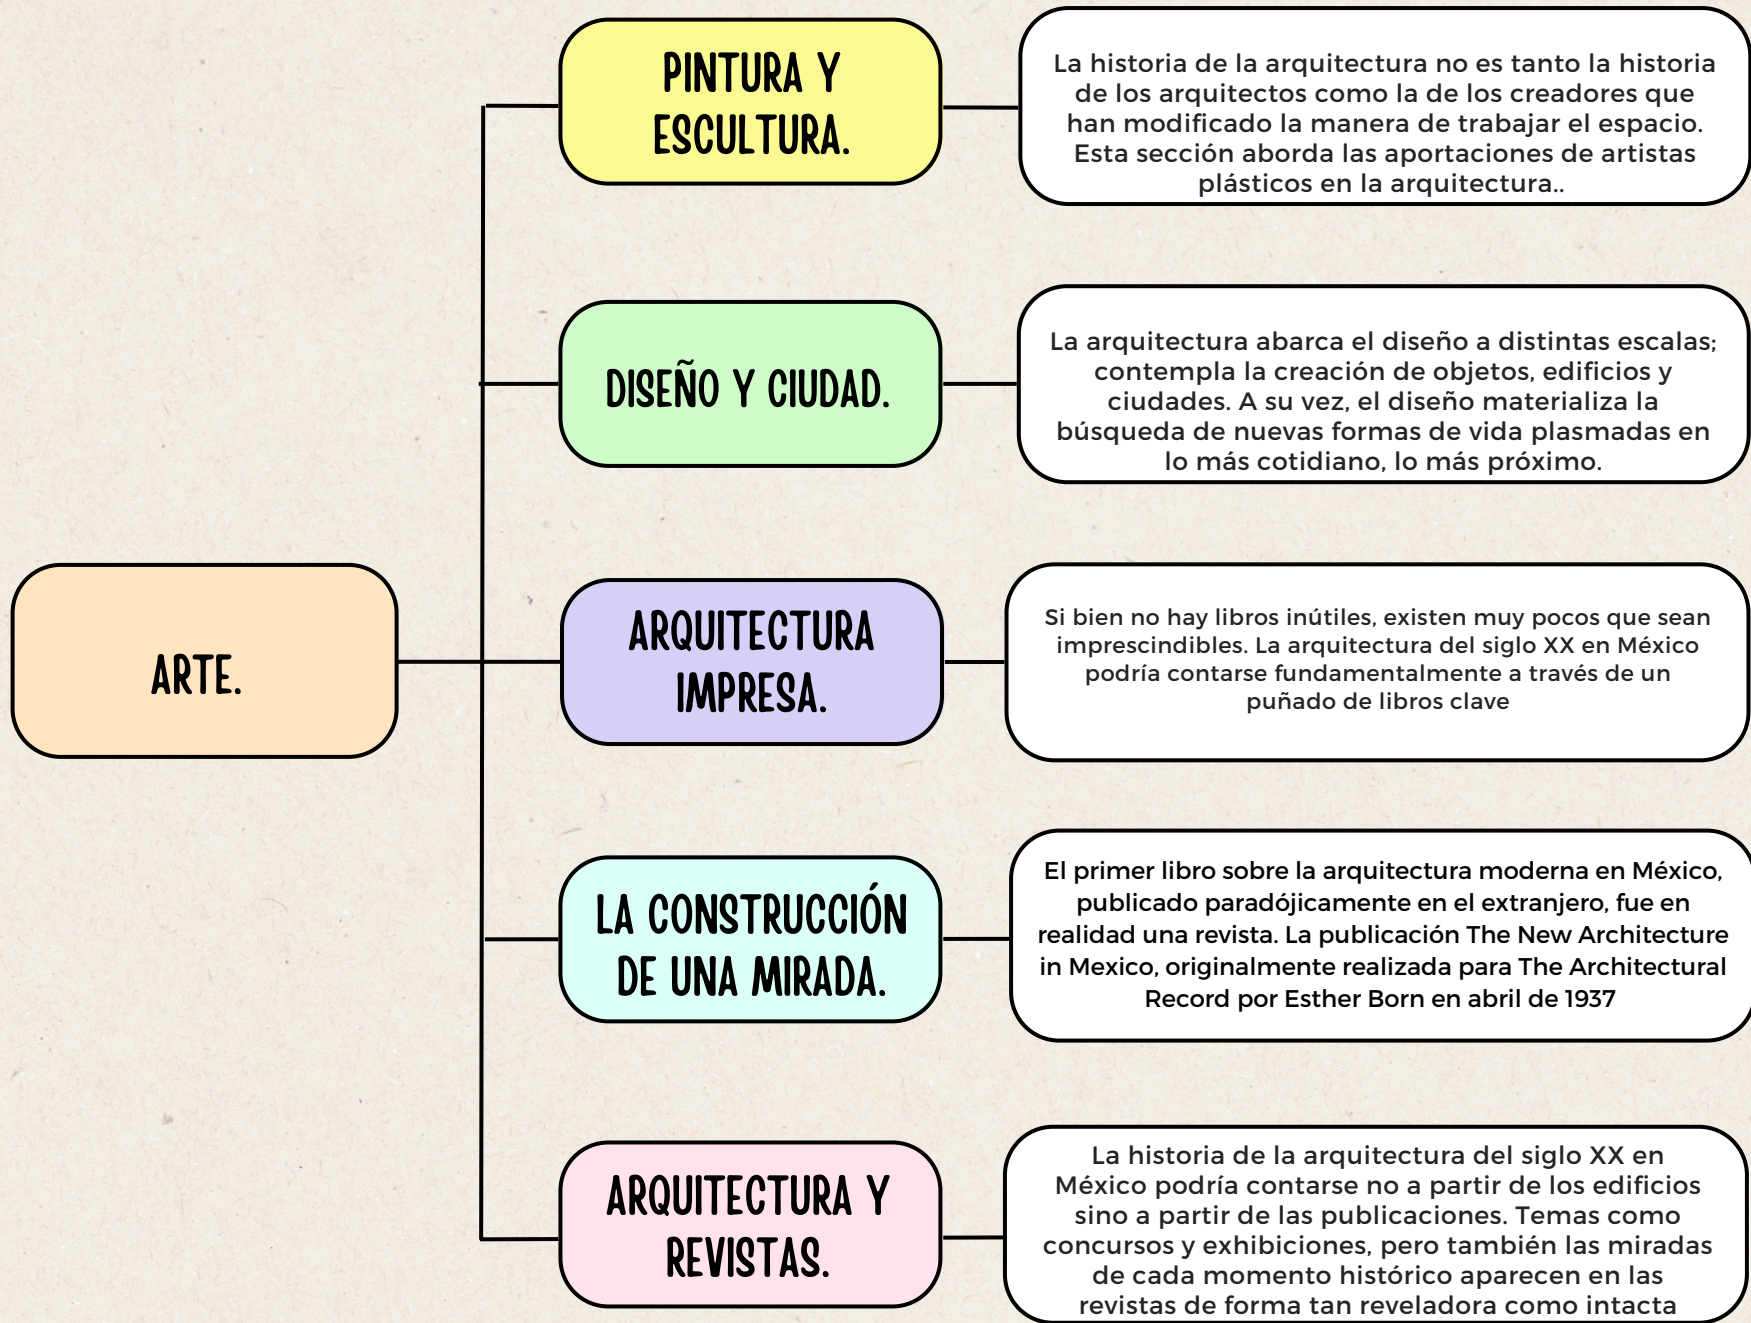 PINTURA Y
ESCULTURA.
La historia de la arquitectura no es tanto la historia
de los arquitectos como la de los creadores que
han modificado la manera de trabajar el espacio.
Esta sección aborda las aportaciones de artistas
plásticos en la arquitectura..
DISEÑO Y CIUDAD.
La arquitectura abarca el diseño a distintas escalas;
contempla la creación de objetos, edificios y
ciudades. A su vez, el diseño materializa la
búsqueda de nuevas formas de vida plasmadas en
lo más cotidiano, lo más próximo.
ARTE.
ARQUITECTURA
IMPRESA.
Si bien no hay libros inútiles, existen muy pocos que sean
imprescindibles. La arquitectura del siglo XX en México
podría contarse fundamentalmente a través de un
puñado de libros clave
LA CONSTRUCCIÓN
DE UNA MIRADA.
El primer libro sobre la arquitectura moderna en México,
publicado paradójicamente en el extranjero, fue en
realidad una revista. La publicación The New Architecture
in Mexico, originalmente realizada para The Architectural
Record por Esther Born en abril de 1937
ARQUITECTURA Y
REVISTAS.
La historia de la arquitectura del siglo XX en
México podría contarse no a partir de los edificios
sino a partir de las publicaciones. Temas como
concursos y exhibiciones, pero también las miradas
de cada momento histórico aparecen en las
revistas de forma tan reveladora como intacta